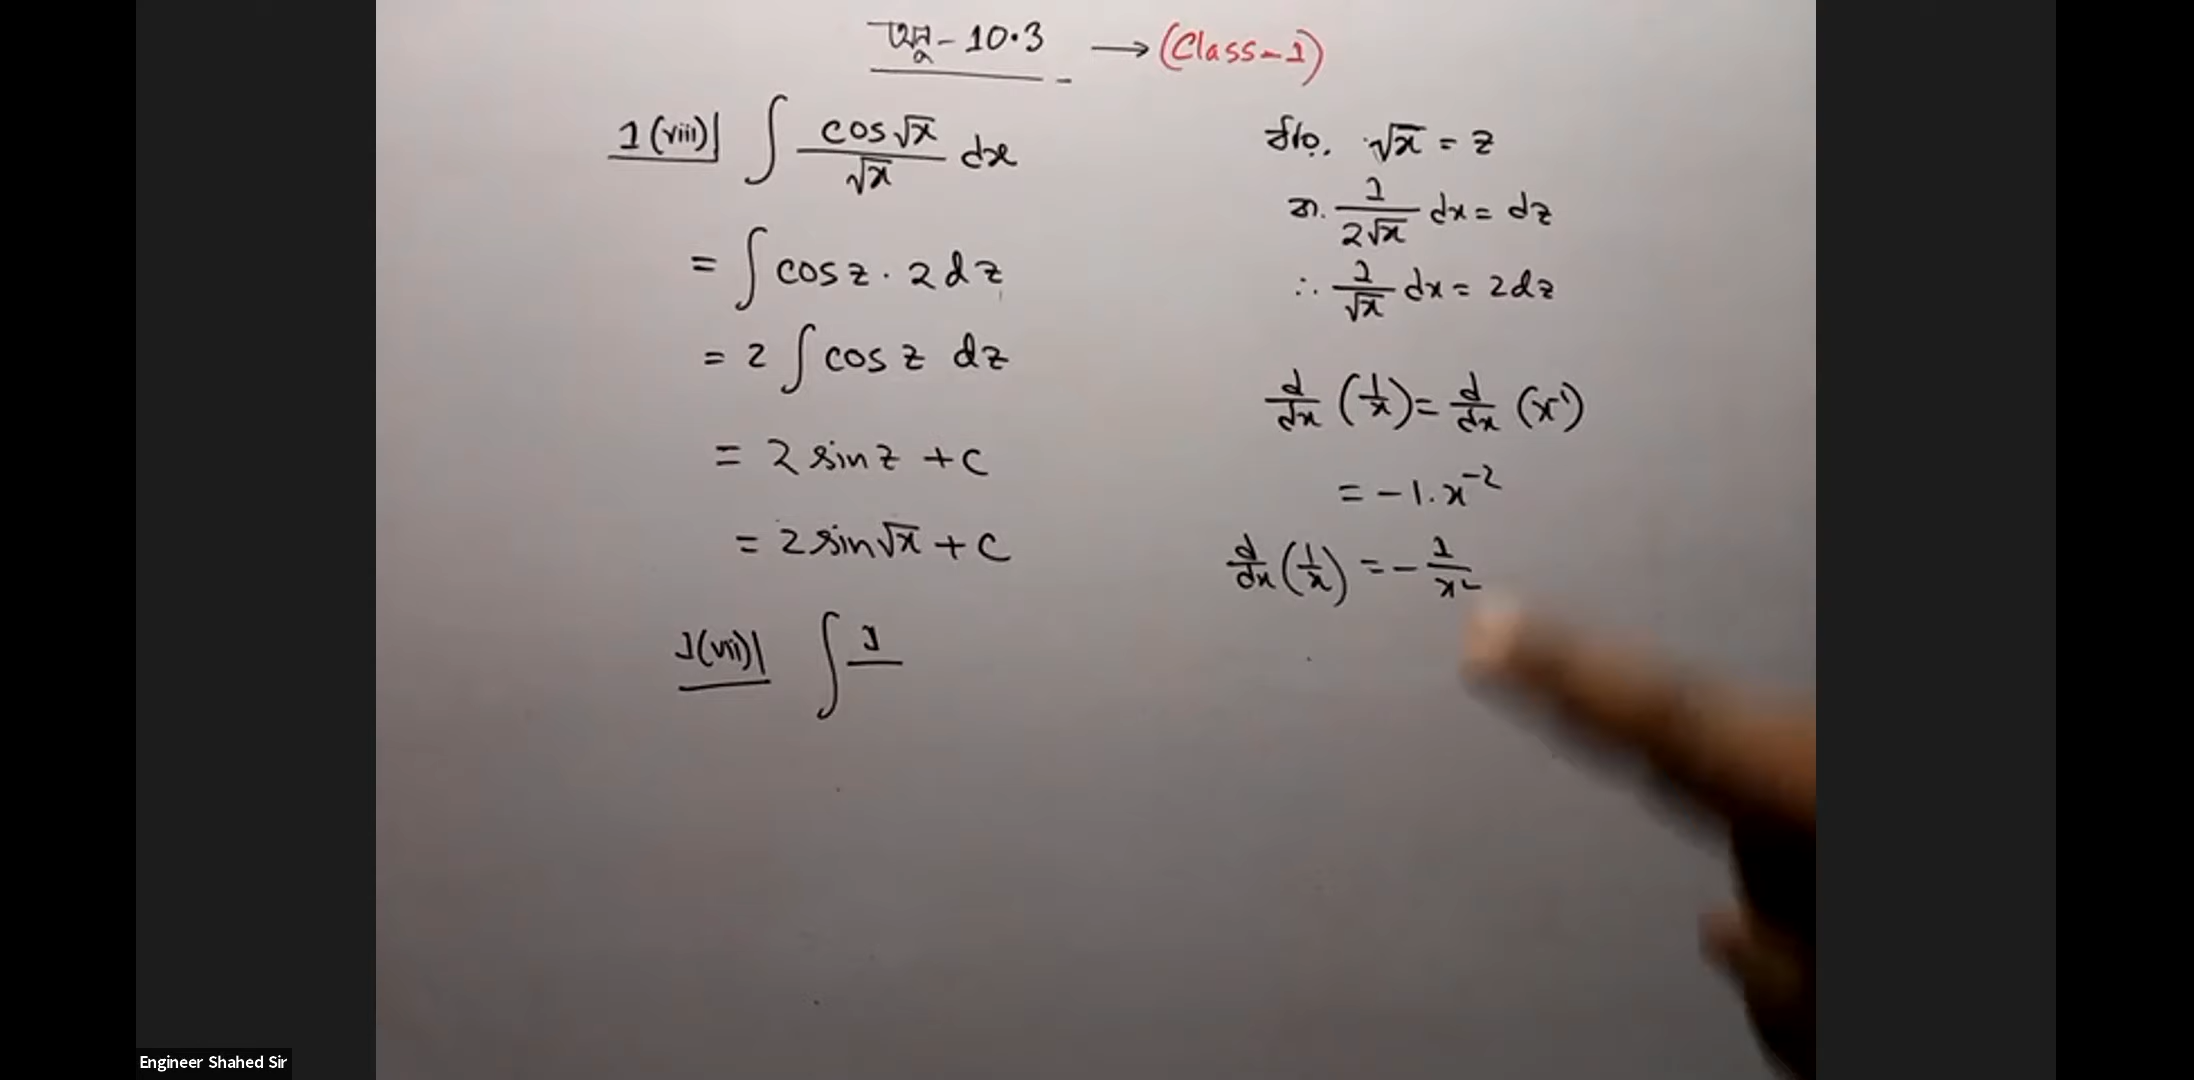 অনু-10.3 → (Class-1)
1(viii)| ∫ cos√x/√x dx
= ∫ cosz . 2dz
= 2 ∫ cos z dz
= 2 sinz + c
= 2 sin√x + c
1(vii)| ∫ 1/
ধরি, √x = z
বা, 1/2√x dx = dz
∴ 1/√x dx = 2dz
d/dx (1/x) = d/dx (x⁻¹)
= -1. x⁻²
d/dx (1/x) = - 1/x²
Engineer Shahed Sir